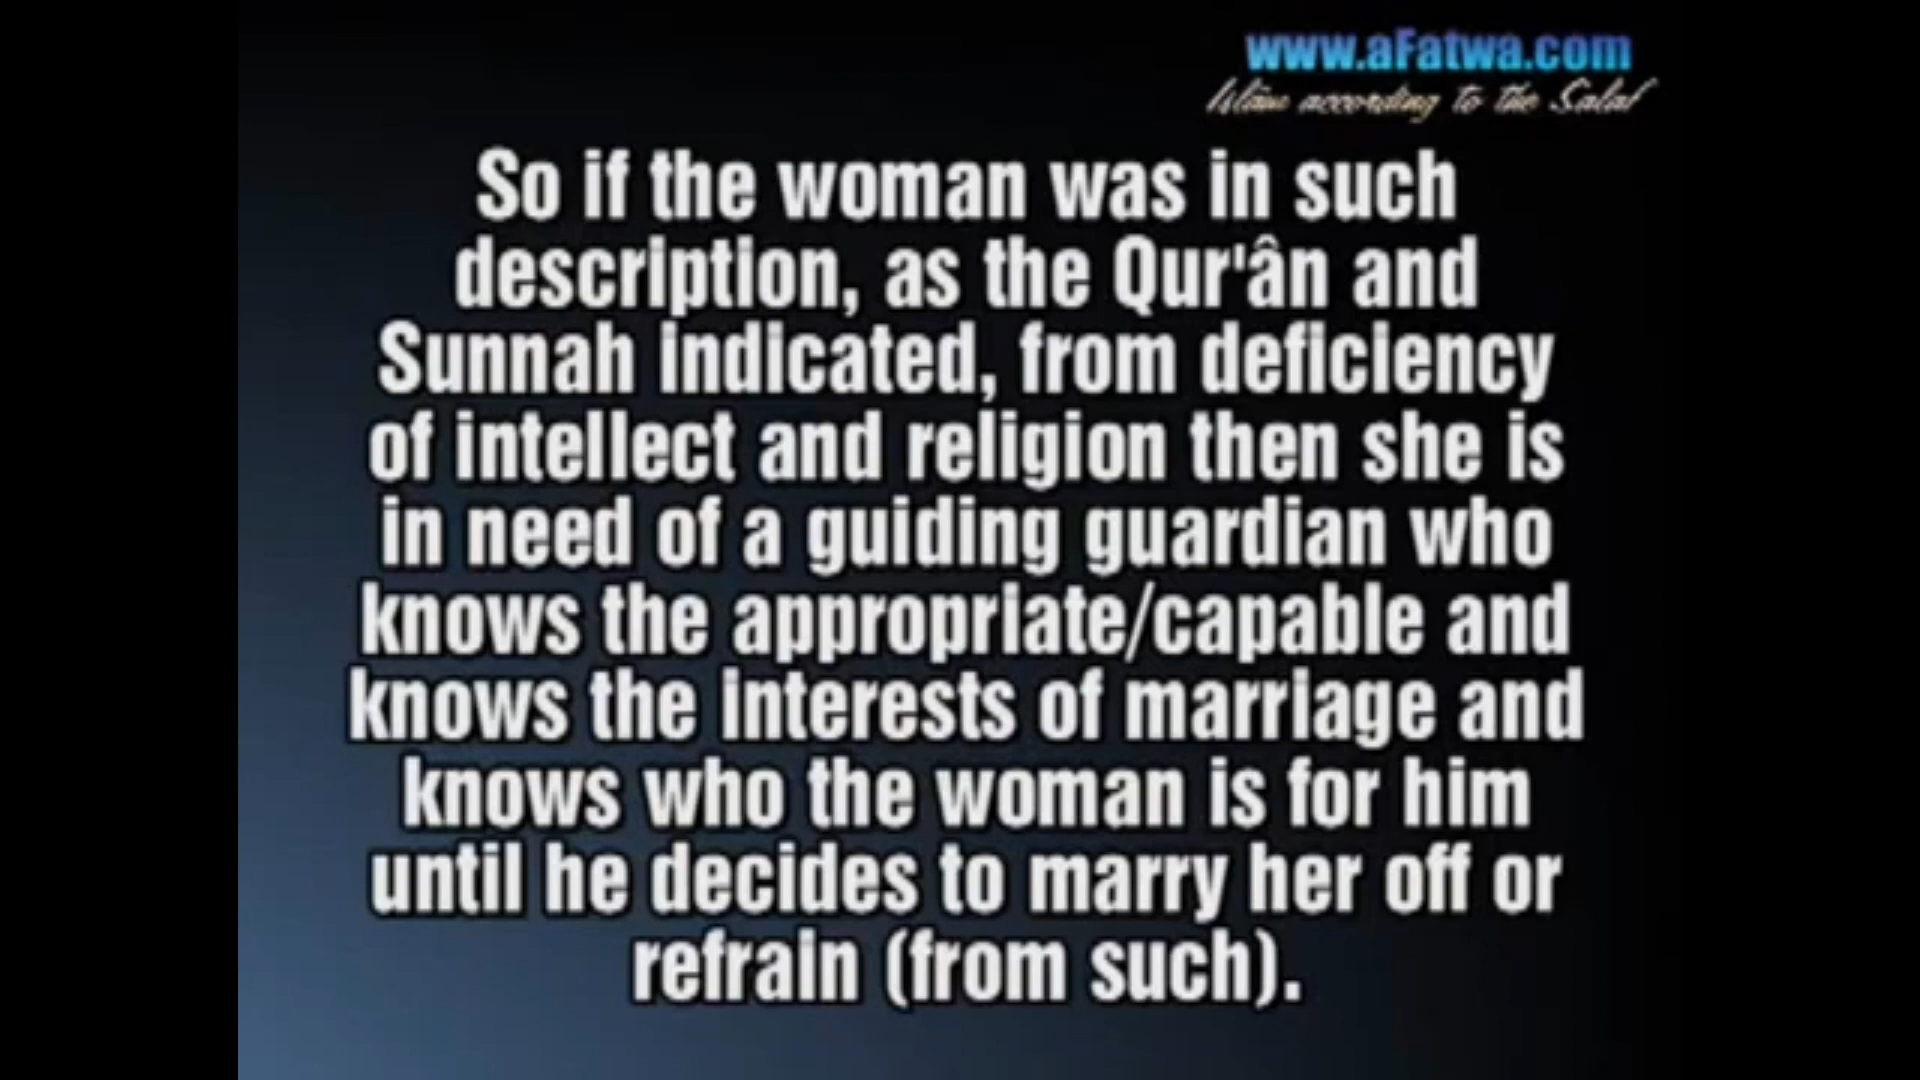 www.aFatwa.com
Islâm according to the Salaf
So if the woman was in such
description, as the Qur'ân and
Sunnah indicated, from deficiency
of intellect and religion then she is
in need of a guiding guardian who
knows the appropriate/capable and
knows the interests of marriage and
knows who the woman is for him
until he decides to marry her off or
refrain (from such).